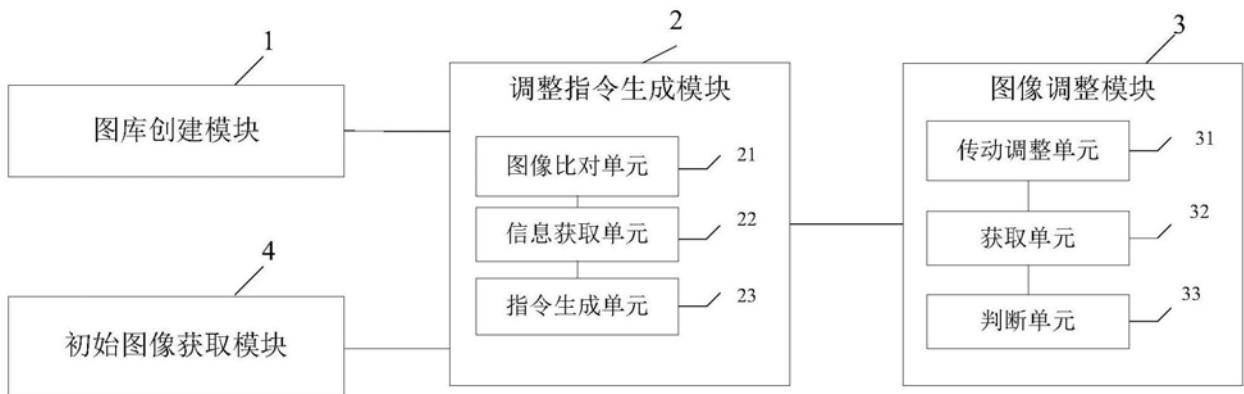 1
图库创建模块
4
初始图像获取模块
2
调整指令生成模块
图像比对单元
21
信息获取单元
22
指令生成单元
23
3
图像调整模块
传动调整单元
31
获取单元
32
判断单元
33